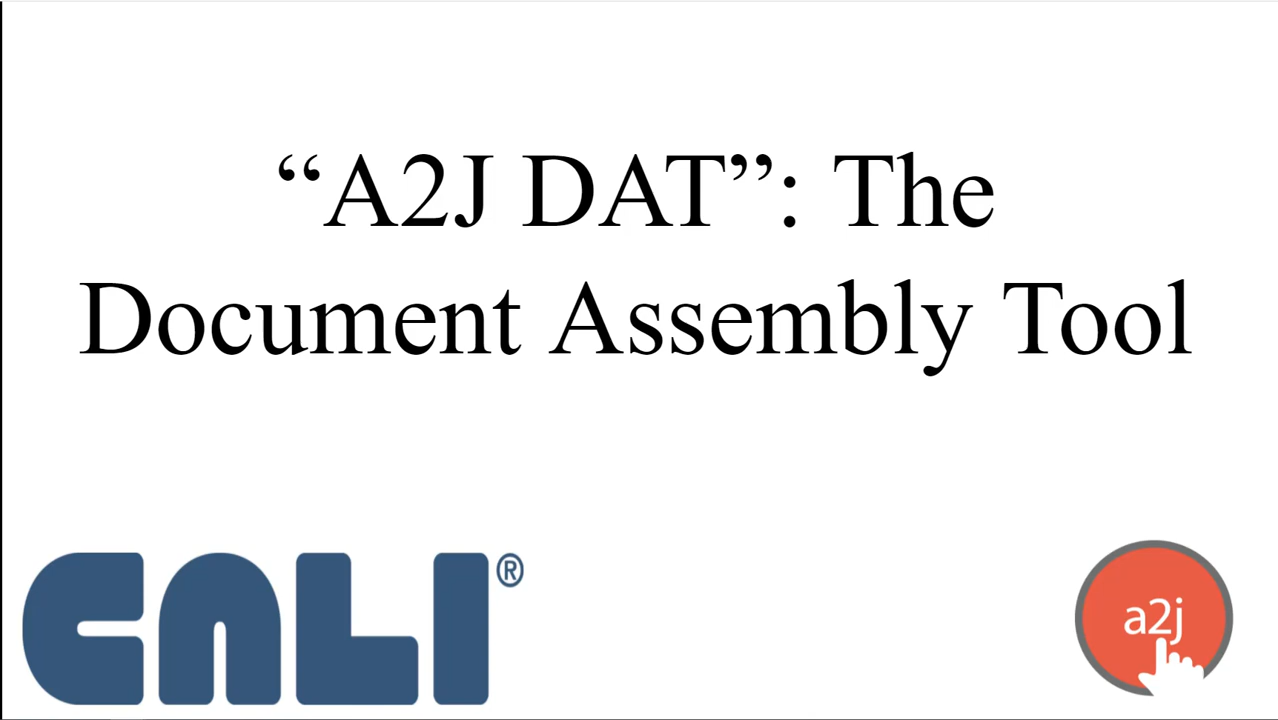 “A2J DAT”: The
Document Assembly Tool
CALI®
a2j